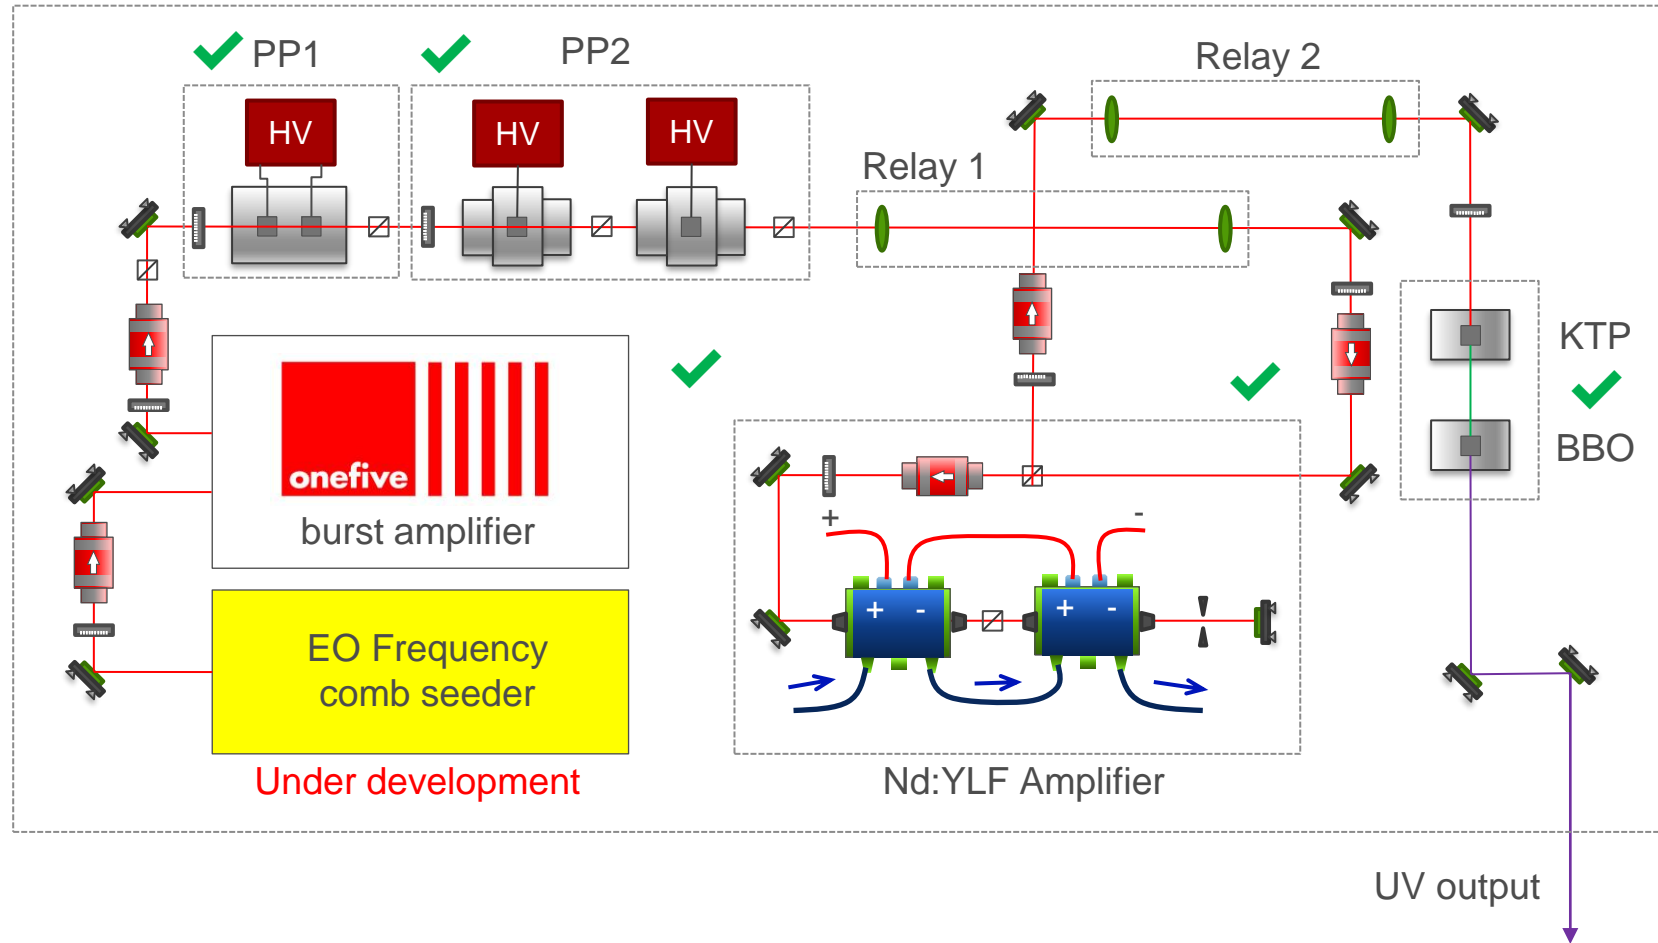 PP1
PP2
Relay 2
HV
HV
HV
Relay 1
KTP
BBO
onefive
burst amplifier
+
-
+
-
+
-
EO Frequency
comb seeder
Under development
Nd:YLF Amplifier
UV output